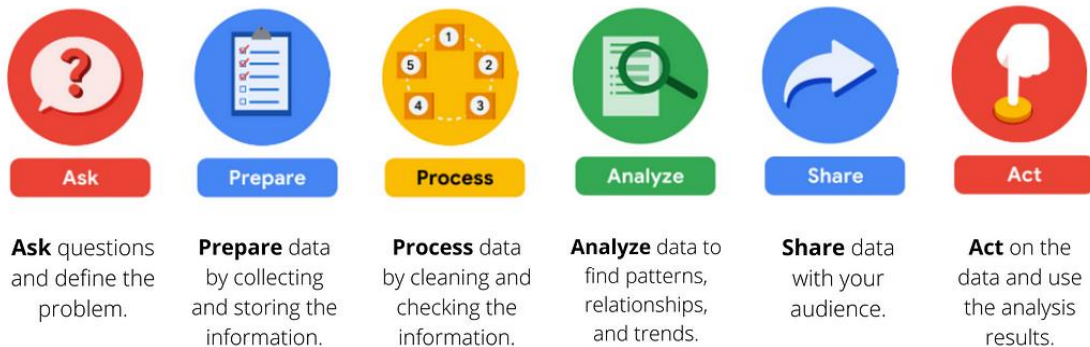 ?
1
2
3
4
5
Ask
Prepare
Process
Analyze
Share
Act
Ask questions
and define the
problem.
Prepare data
by collecting
and storing the
information.
Process data
by cleaning and
checking the
information.
Analyze data to
find patterns,
relationships,
and trends.
Share data
with your
audience.
Act on the
data and use
the analysis
results.